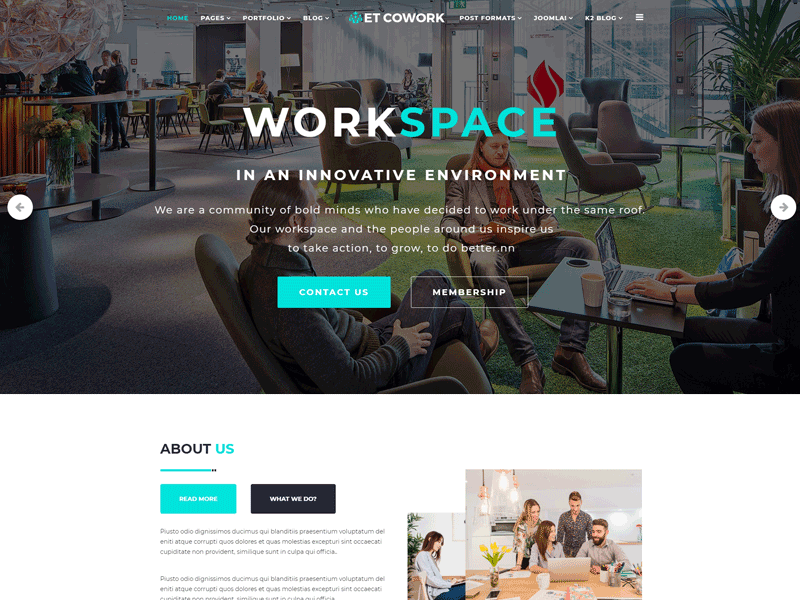 HOME PAGES PORTFOLIO BLOG ET COWORK POST FORMATS JOOMLA! K2 BLOG
WORKSPACE
IN AN INNOVATIVE ENVIRONMENT
We are a community of bold minds who have decided to work under the same roof.
Our workspace and the people around us inspire us
to take action, to grow, to do better.nn
CONTACT US MEMBERSHIP
ABOUT US
READ MORE WHAT WE DO?
Piusto odio dignissimos ducimus qui blanditiis praesentium voluptatum del
eniti atque corrupti quos dolores et quas molestias excepturi sint occaecati
cupiditate non provident, similique sunt in culpa qui officia..
Piusto odio dignissimos ducimus qui blanditiis praesentium voluptatum del
eniti atque corrupti quos dolores et quas molestias excepturi sint occaecati
cupiditate non provident, similique sunt in culpa qui officia..